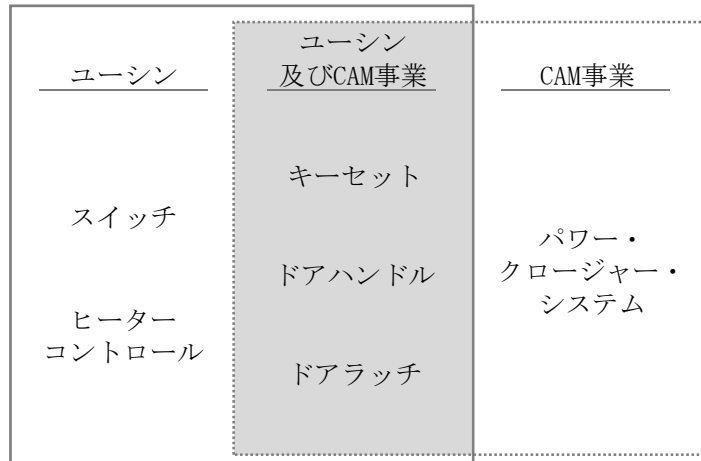 ユーシン
スイッチ
ヒーター
コントロール
ユーシン
及びCAM事業
キーセット
ドアハンドル
ドアラッチ
CAM事業
パワー・
クロージャー・
システム